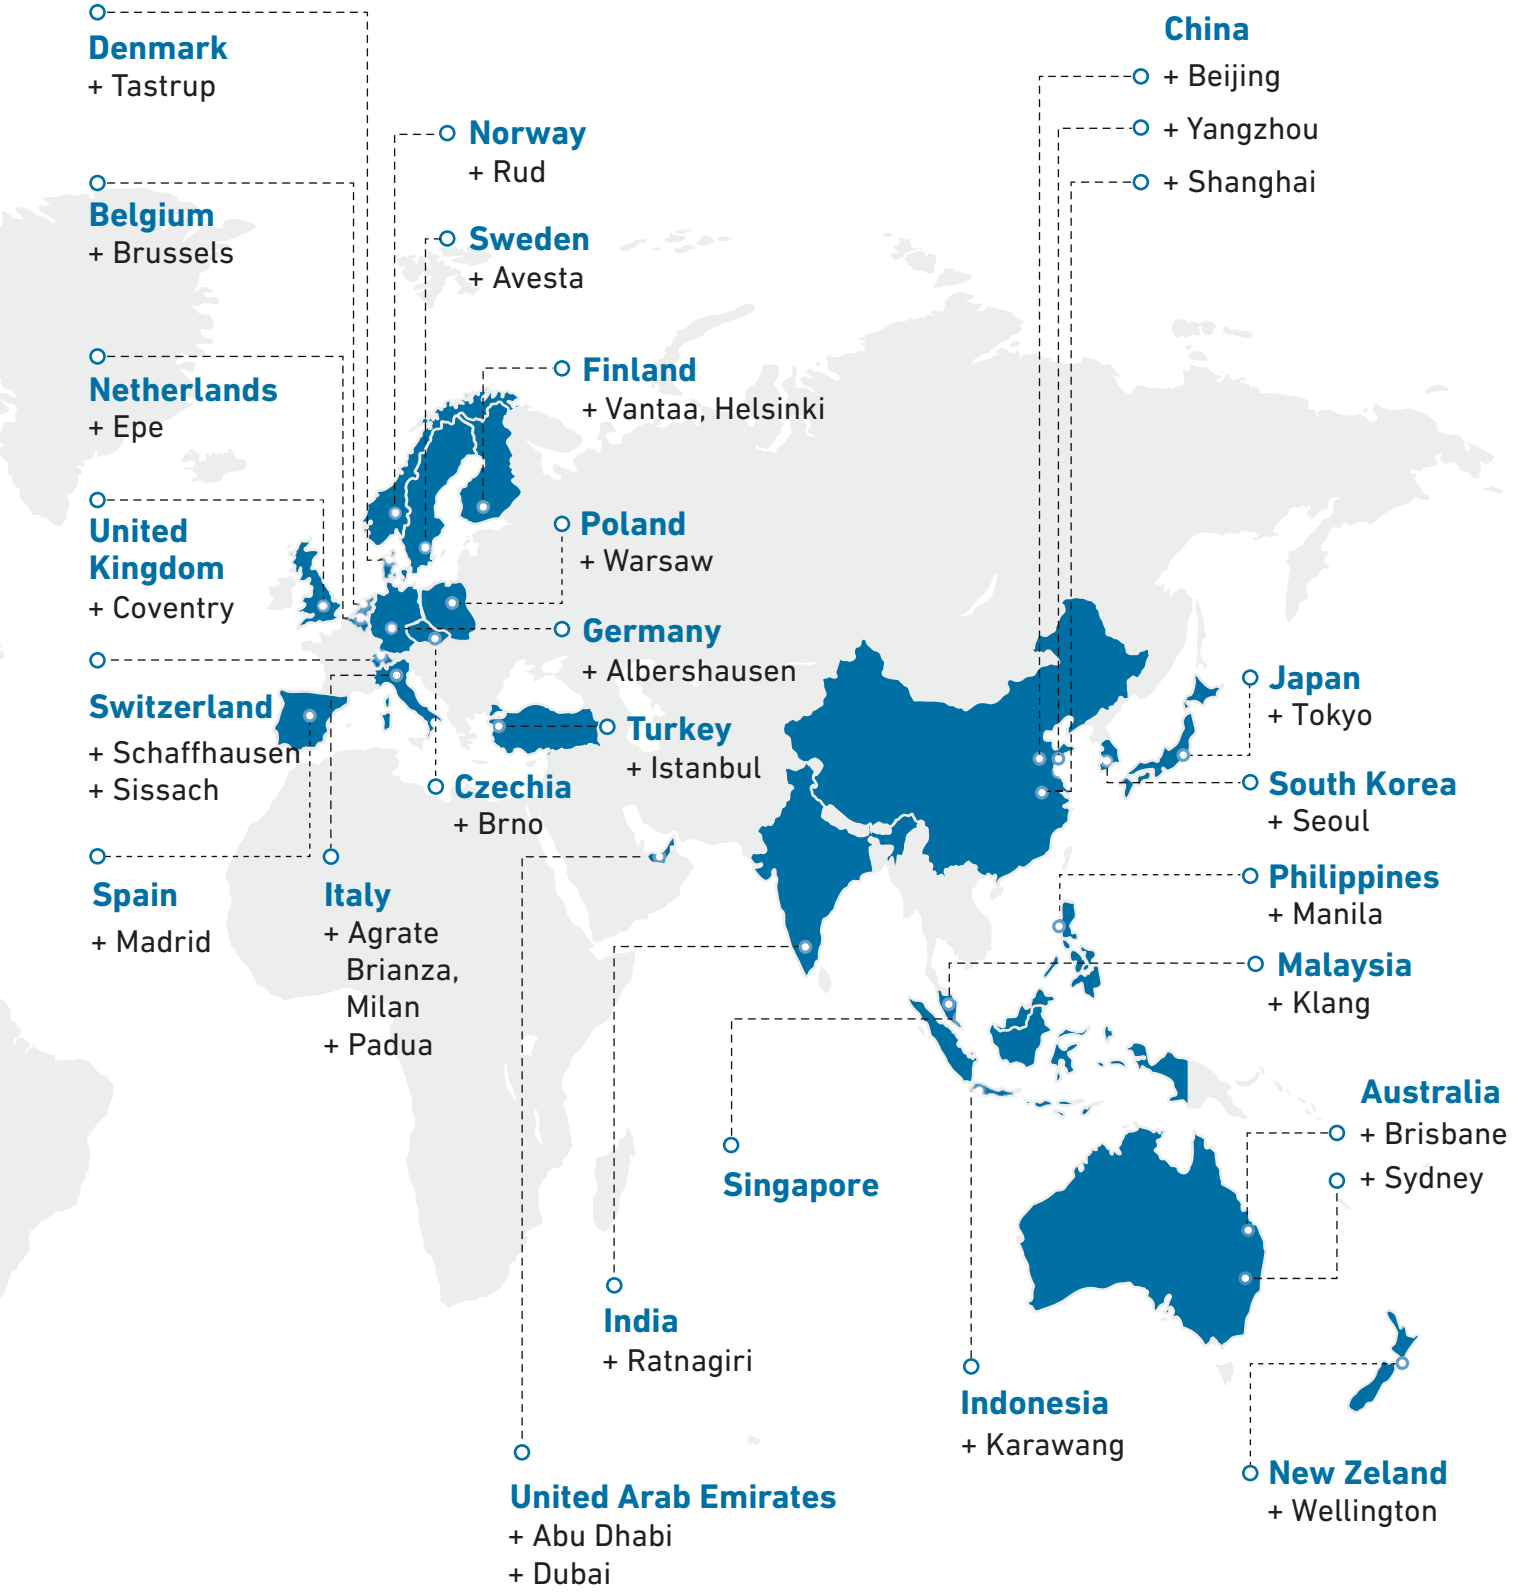 Denmark
+ Tastrup
Belgium
+ Brussels
Netherlands
+ Epe
United
Kingdom
+ Coventry
Switzerland
+ Schaffhausen
+ Sissach
Spain
+ Madrid
Italy
+ Agrate
Brianza,
Milan
+ Padua
Norway
+ Rud
Sweden
+ Avesta
Finland
+ Vantaa, Helsinki
Poland
+ Warsaw
Germany
+ Albershausen
Turkey
+ Istanbul
Czechia
+ Brno
China
+ Beijing
+ Yangzhou
+ Shanghai
Japan
+ Tokyo
South Korea
+ Seoul
Philippines
+ Manila
Malaysia
+ Klang
Australia
+ Brisbane
+ Sydney
Singapore
India
+ Ratnagiri
Indonesia
+ Karawang
New Zeland
+ Wellington
United Arab Emirates
+ Abu Dhabi
+ Dubai